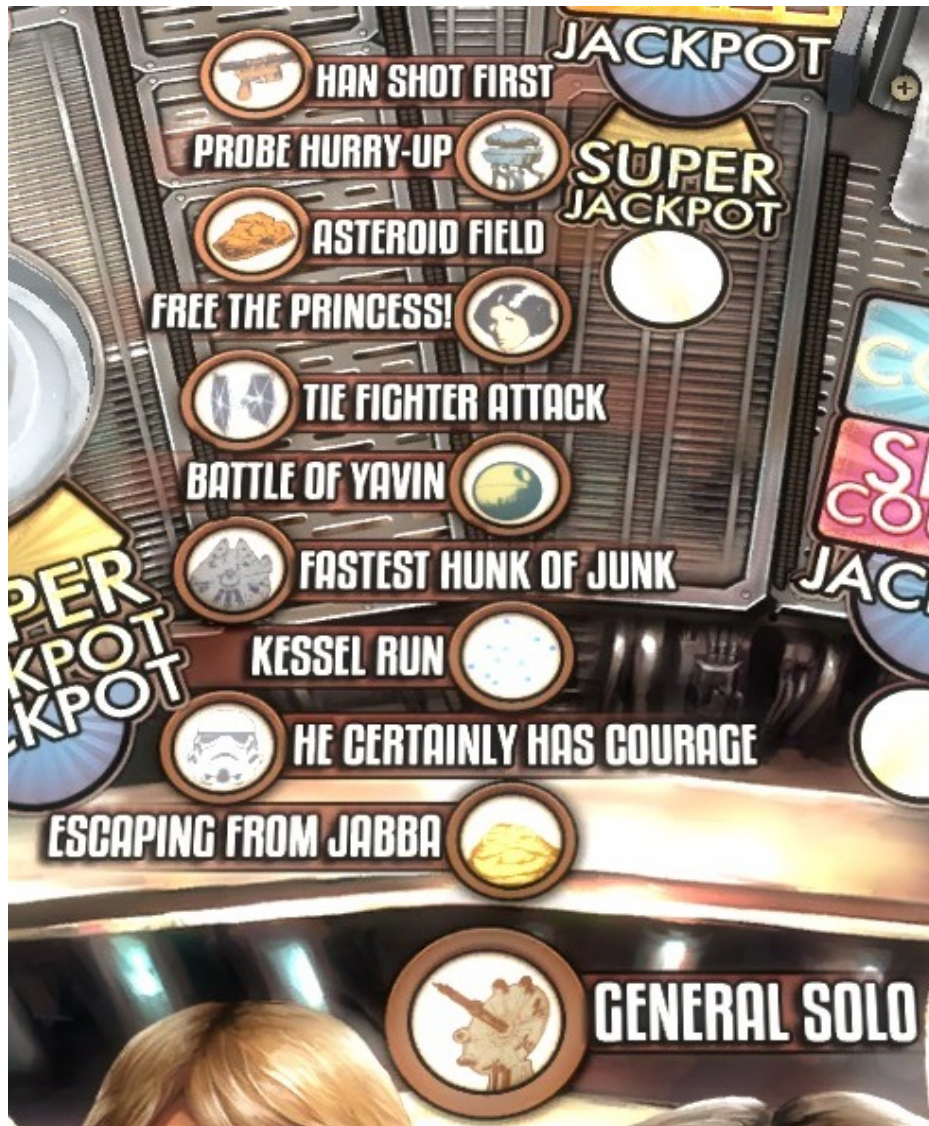 JACKPOT
HAN SHOT FIRST
PROBE HURRY-UP
SUPER
JACKPOT
ASTEROID FIELD
FREE THE PRINCESS!
TIE FIGHTER ATTACK
BATTLE OF YAVIN
FASTEST HUNK OF JUNK
KESSEL RUN
HE CERTAINLY HAS COURAGE
ESCAPING FROM JABBA
GENERAL SOLO